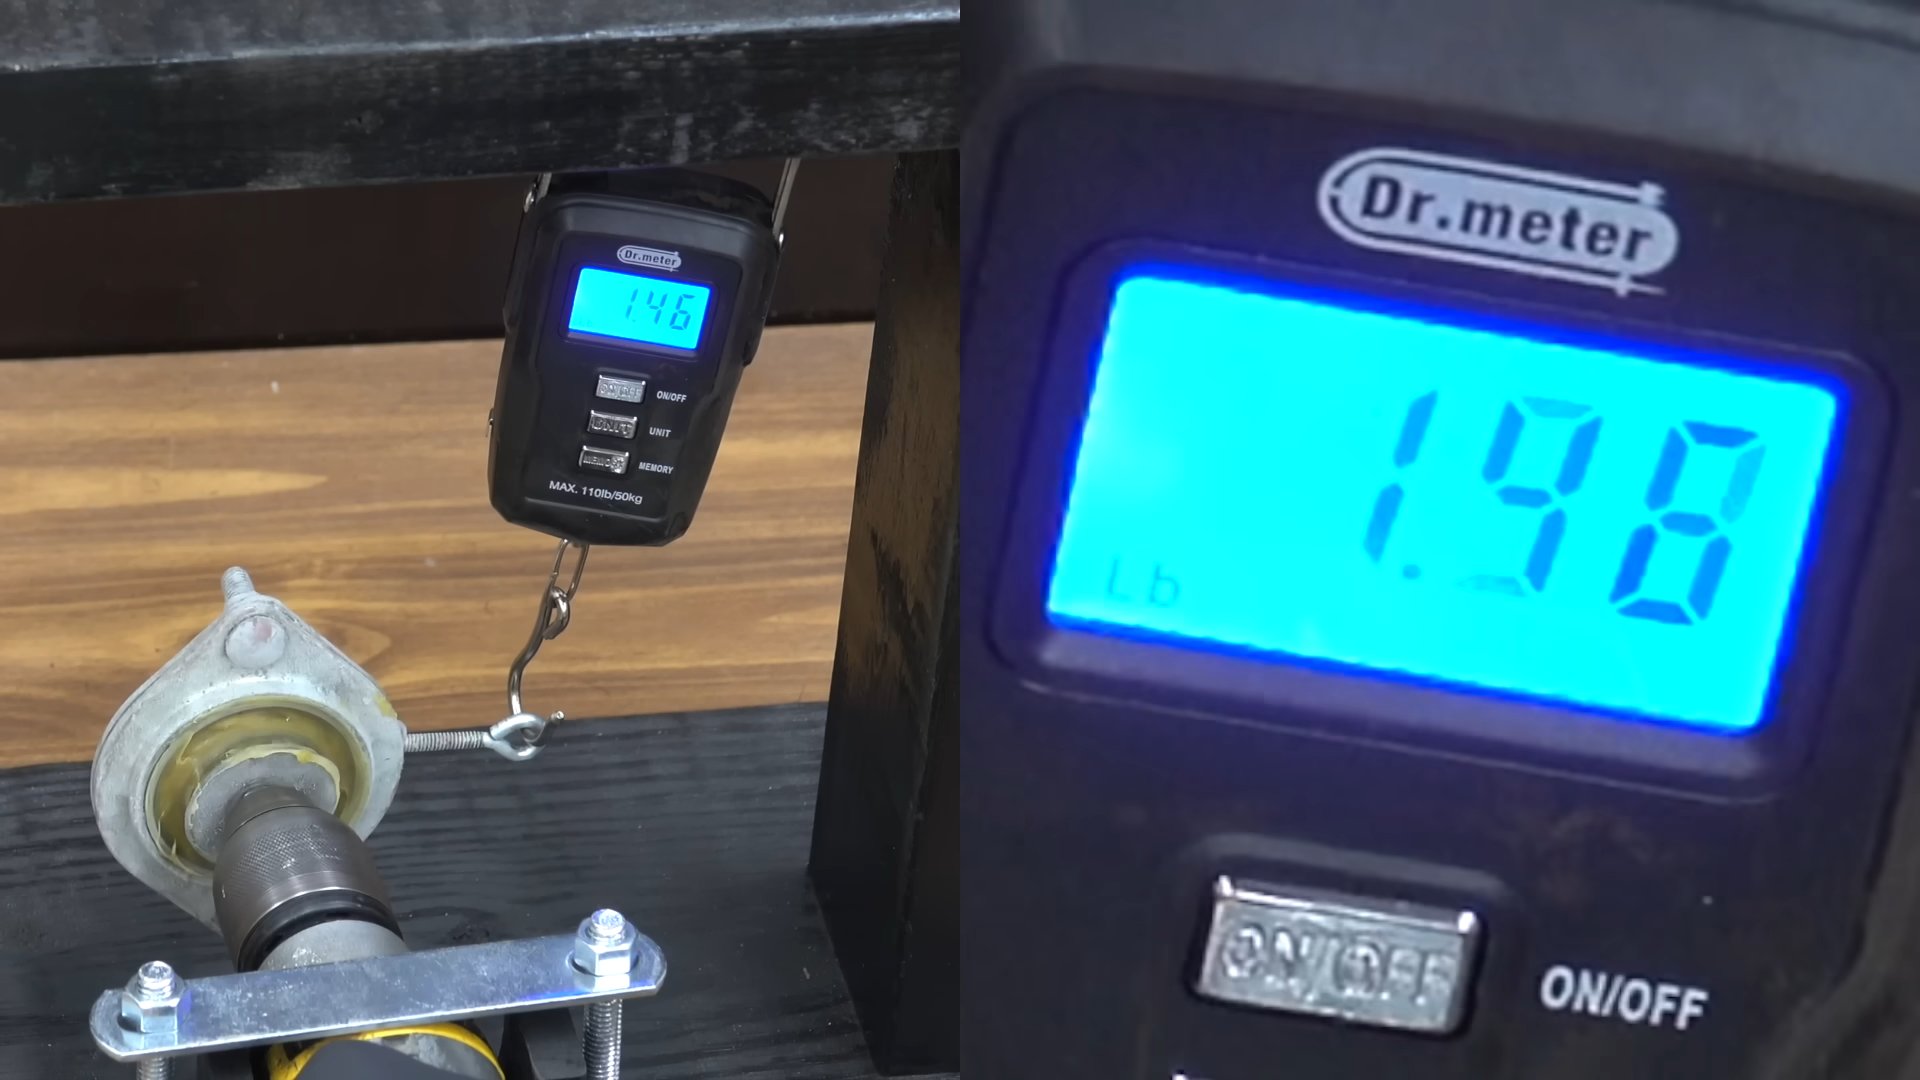 Dr.meter
1.46
ON/OFF ON/OFF
UNIT UNIT
MEMORY MEMORY
MAX. 110lb/50kg
Dr.meter
1.98
Lb
ON/OFF ON/OFF